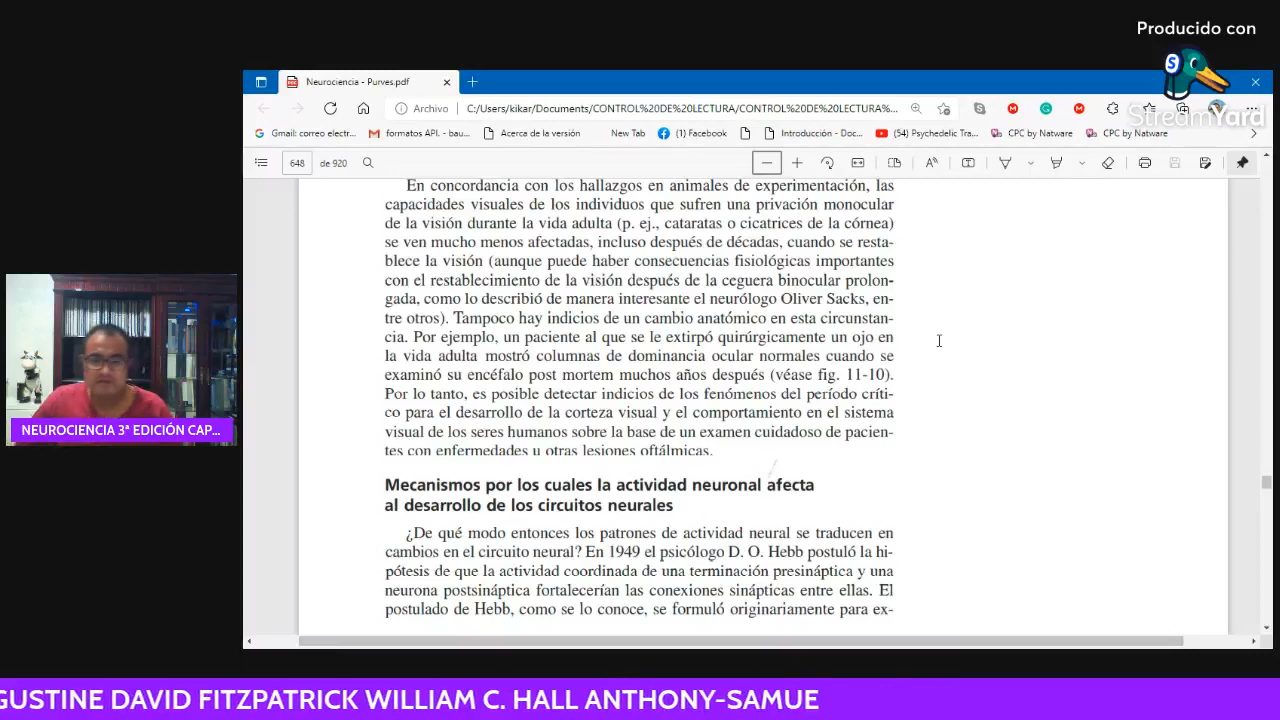 Producido con
StreamYard
Neurociencia - Purves.pdf
Archivo
C:/Users/kikar/Documents/CONTROL%20DE%20LECTURA/CONTROL%20DE%20LECTURA%...
Gmail: correo electr...
formatos APL - bau...
Acerca de la versión
New Tab
(1) Facebook
Introducción - Doc...
(54) Psychedelic Tra...
CPC by Natware
CPC by Natware
648 de 920
En concordancia con los hallazgos en animales de experimentación, las
capacidades visuales de los individuos que sufren una privación monocular
de la visión durante la vida adulta (p. ej., cataratas o cicatrices de la córnea)
se ven mucho menos afectadas, incluso después de décadas, cuando se resta-
blece la visión (aunque puede haber consecuencias fisiológicas importantes
con el restablecimiento de la visión después de la ceguera binocular prolon-
gada, como lo describió de manera interesante el neurólogo Oliver Sacks, en-
tre otros). Tampoco hay indicios de un cambio anatómico en esta circunstan-
cia. Por ejemplo, un paciente al que se le extirpó quirúrgicamente un ojo en
la vida adulta mostró columnas de dominancia ocular normales cuando se
examinó su encéfalo post mortem muchos años después (véase fig. 11-10).
Por lo tanto, es posible detectar indicios de los fenómenos del período críti-
co para el desarrollo de la corteza visual y el comportamiento en el sistema
visual de los seres humanos sobre la base de un examen cuidadoso de pacien-
tes con enfermedades u otras lesiones oftálmicas.
Mecanismos por los cuales la actividad neuronal afecta
al desarrollo de los circuitos neurales
¿De qué modo entonces los patrones de actividad neural se traducen en
cambios en el circuito neural? En 1949 el psicólogo D. O. Hebb postuló la hi-
pótesis de que la actividad coordinada de una terminación presináptica y una
neurona postsináptica fortalecerían las conexiones sinápticas entre ellas. El
postulado de Hebb, como se lo conoce, se formuló originariamente para ex-
NEUROCIENCIA 3ª EDICIÓN CAP...
GUSTINE DAVID FITZPATRICK WILLIAM C. HALL ANTHONY-SAMUE